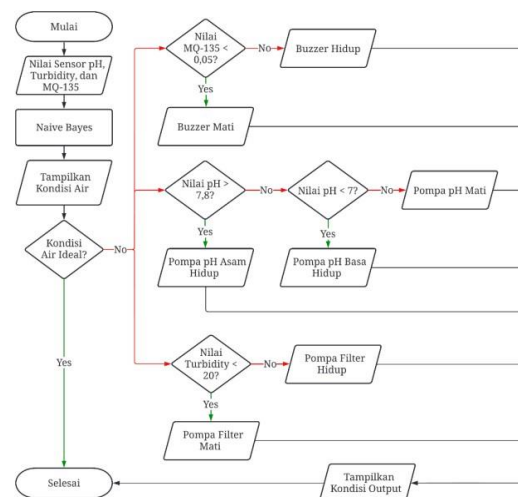 Mulai
Nilai Sensor pH,
Turbidity, dan
MQ-135
Naive Bayes
Tampilkan
Kondisi Air
Kondisi
Air Ideal?
No
Yes
Selesai
Nilai
MQ-135 <
0,05?
No
Buzzer Hidup
Yes
Buzzer Mati
Nilai pH >
7,8?
No
Nilai pH < 7?
No
Pompa pH Mati
Yes
Yes
Pompa pH Asam
Hidup
Pompa pH Basa
Hidup
Nilai
Turbidity <
20?
No
Pompa Filter
Hidup
Yes
Pompa Filter
Mati
Tampilkan
Kondisi Output